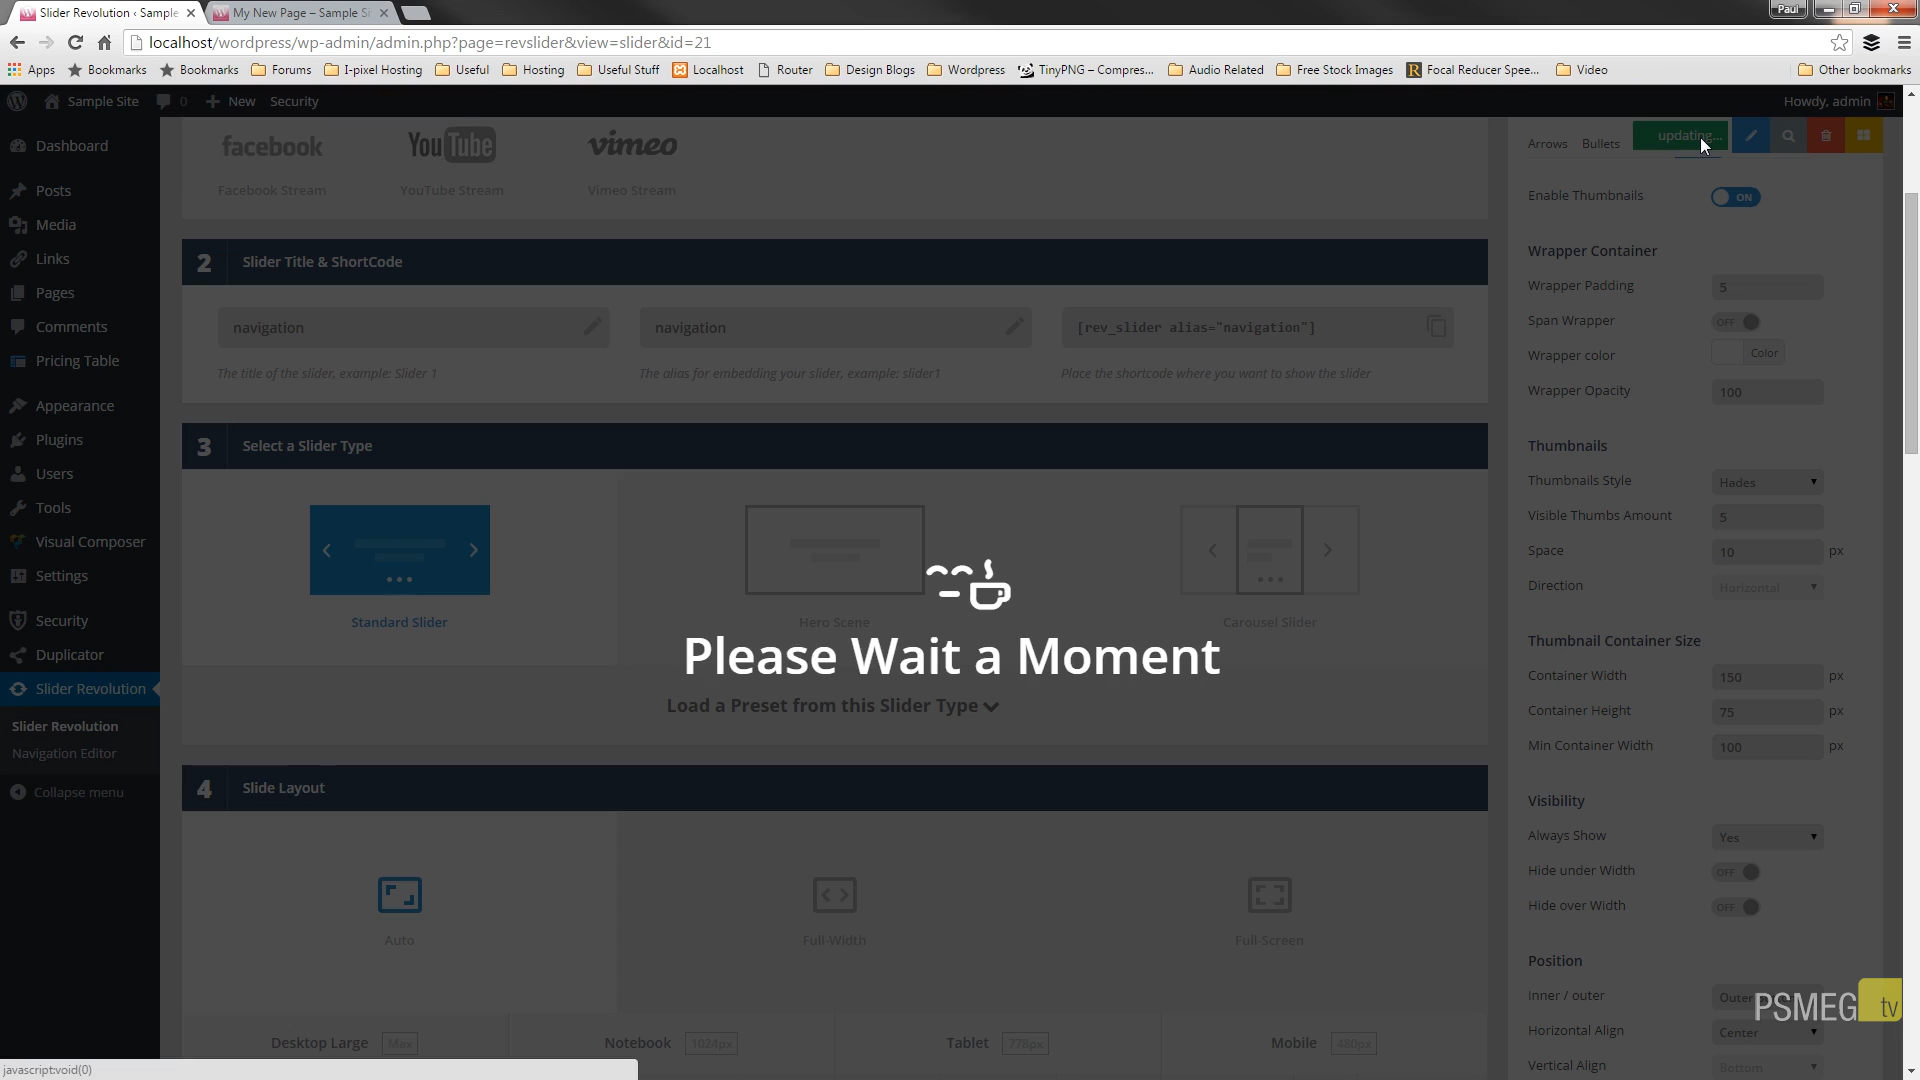 Slider Revolution ‹ Sample
My New Page – Sample Si
Paul
localhost/wordpress/wp-admin/admin.php?page=revslider&view=slider&id=21
Apps
Bookmarks
Bookmarks
Forums
I-pixel Hosting
Useful
Hosting
Useful Stuff
Localhost
Router
Design Blogs
Wordpress
TinyPNG – Compres...
Audio Related
Free Stock Images
Focal Reducer Spee...
Video
Other bookmarks
Sample Site
0
New
Security
Howdy, admin
Dashboard
Posts
Media
Links
Pages
Comments
Pricing Table
Appearance
Plugins
Users
Tools
Visual Composer
Settings
Security
Duplicator
Slider Revolution
Slider Revolution
Navigation Editor
Collapse menu
facebook
YouTube
vimeo
Facebook Stream
YouTube Stream
Vimeo Stream
2
Slider Title & ShortCode
navigation
navigation
[rev_slider alias="navigation"]
The title of the slider, example: Slider 1
The alias for embedding your slider, example: slider1
Place the shortcode where you want to show the slider
3
Select a Slider Type
Standard Slider
Hero Scene
Carousel Slider
Please Wait a Moment
Load a Preset from this Slider Type
4
Slide Layout
Auto
Full-Width
Full-Screen
Desktop Large Max
Notebook 1024px
Tablet 778px
Mobile 480px
Arrows
Bullets
updating...
Enable Thumbnails ON
Wrapper Container
Wrapper Padding 5
Span Wrapper OFF
Wrapper color Color
Wrapper Opacity 100
Thumbnails
Thumbnails Style Hades
Visible Thumbs Amount 5
Space 10 px
Direction Horizontal
Thumbnail Container Size
Container Width 150 px
Container Height 75 px
Min Container Width 100 px
Visibility
Always Show Yes
Hide under Width OFF
Hide over Width OFF
Position
Inner / outer Outer
Horizontal Align Center
Vertical Align Bottom
PSMEG tv
javascript:void(0)